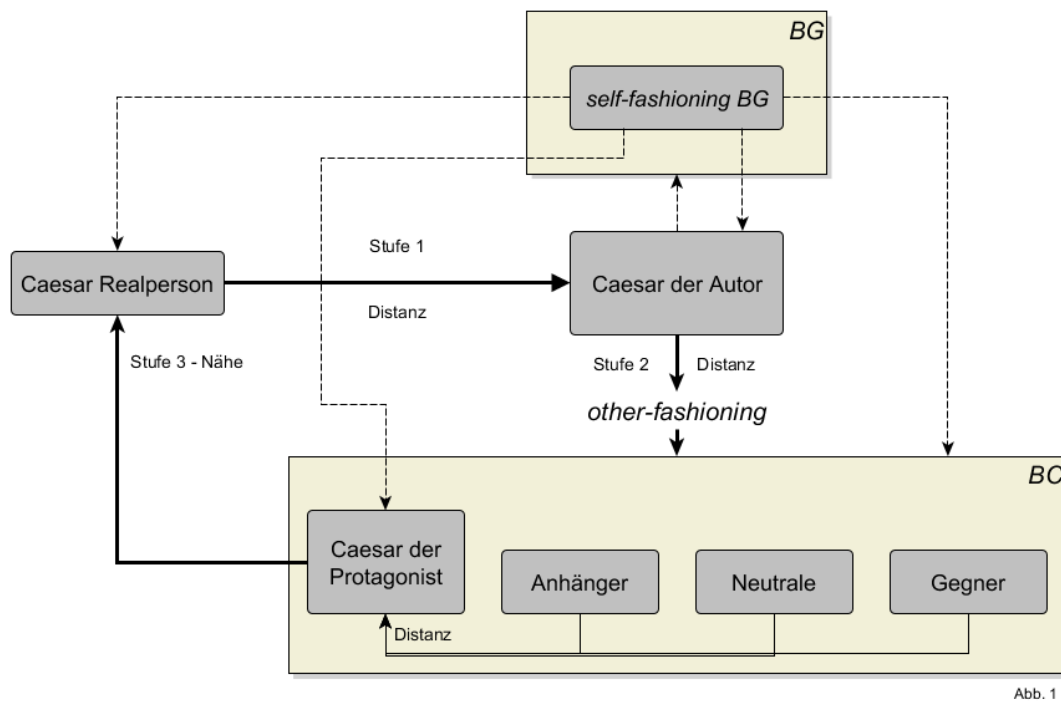 BG
self-fashioning BG
Stufe 1
Caesar Realperson
Caesar der Autor
Distanz
Stufe 3 - Nähe
Stufe 2
Distanz
other-fashioning
BC
Caesar der
Protagonist
Anhänger
Neutrale
Gegner
Distanz
Abb. 1